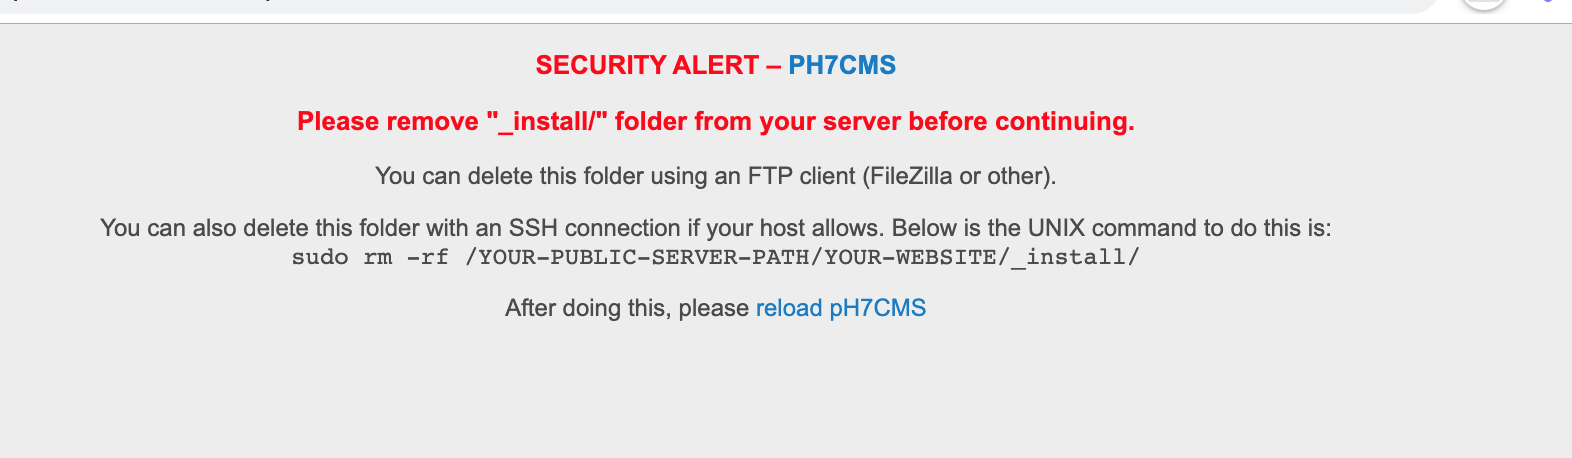 SECURITY ALERT – PH7CMS
Please remove "_install/" folder from your server before continuing.
You can delete this folder using an FTP client (FileZilla or other).
You can also delete this folder with an SSH connection if your host allows. Below is the UNIX command to do this is:
sudo rm -rf /YOUR-PUBLIC-SERVER-PATH/YOUR-WEBSITE/_install/
After doing this, please reload pH7CMS